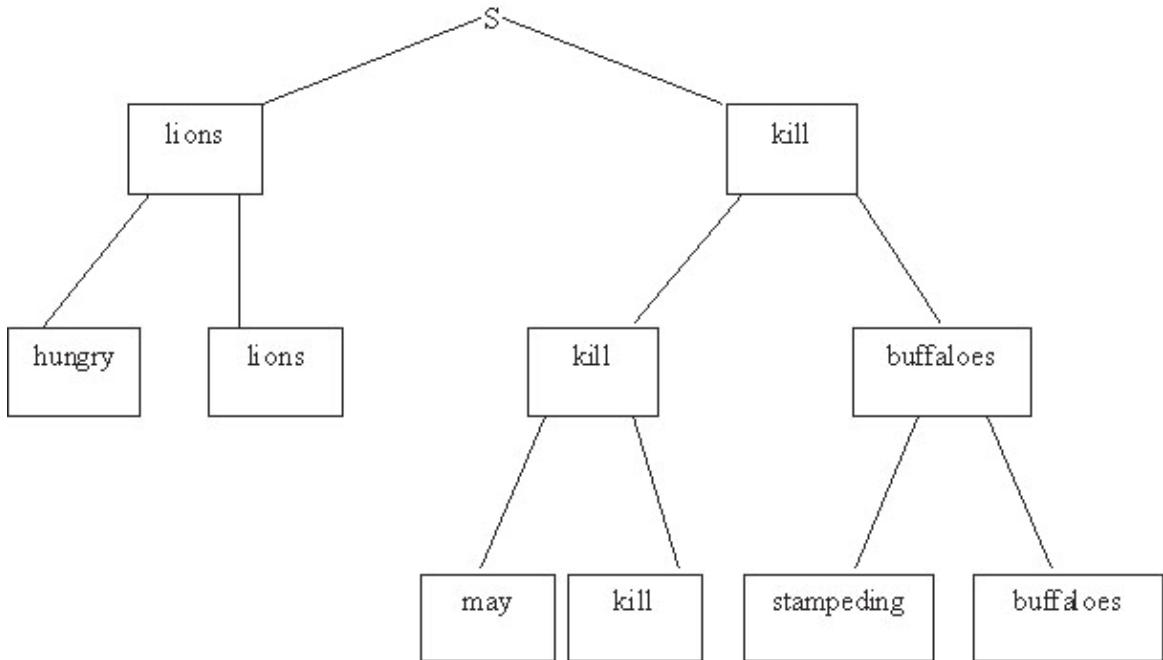 S
lions kill
hungry lions kill buffaloes
may kill stampeding buffaloes